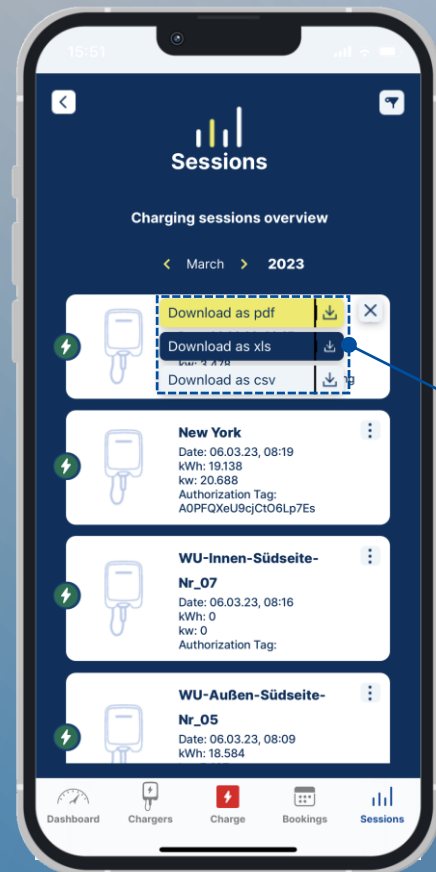 15:51
Sessions
Charging sessions overview
March 2023
Download as pdf
Download as xls
kw: 3.478
Download as csv
New York
Date: 06.03.23, 08:19
kWh: 19.138
kw: 20.688
Authorization Tag:
A0PFQXeU9cjCtO6Lp7Es
WU-Innen-Südseite-
Nr_07
Date: 06.03.23, 08:16
kWh: 0
kw: 0
Authorization Tag:
WU-Außen-Südseite-
Nr_05
Date: 06.03.23, 08:09
kWh: 18.584
Dashboard Chargers Charge Bookings Sessions